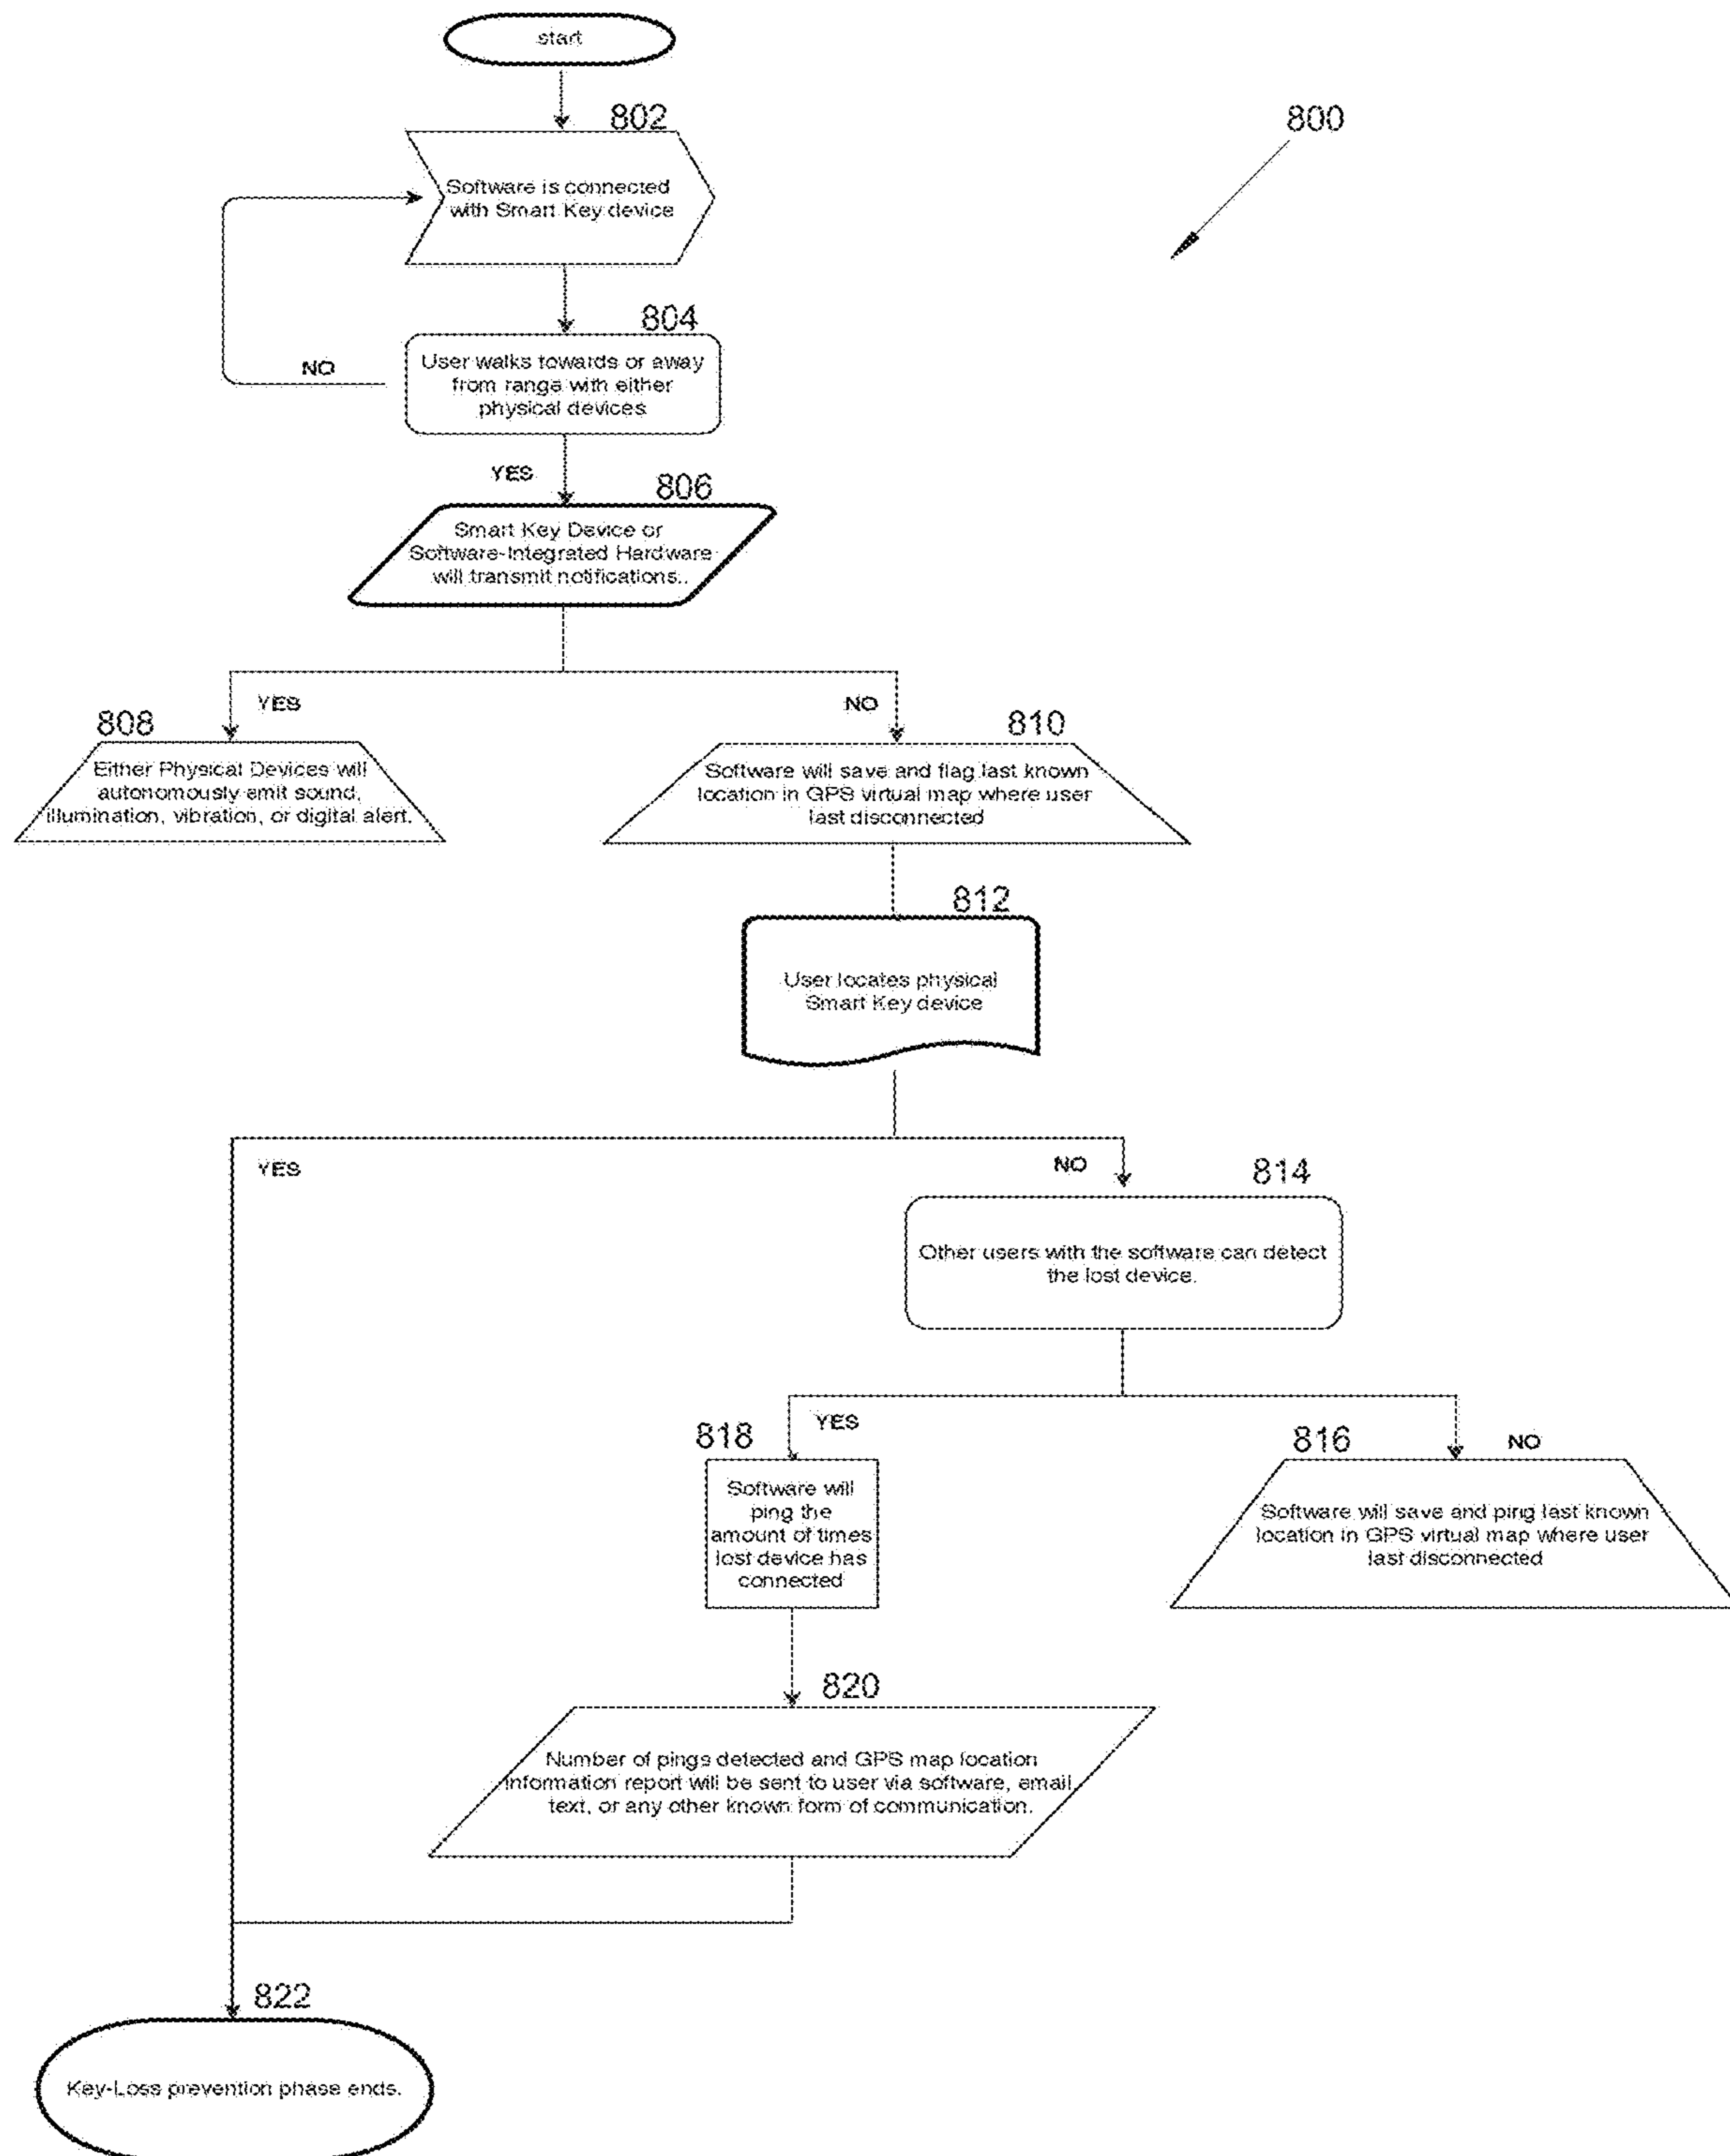 start
802
800
Software is connected
with Smart Key device
804
User walks towards or away
from range with either
physical devices
NO
YES
806
Smart Key Device or
Software-Integrated Hardware
will transmit notifications..
YES
NO
808
810
Either Physical Devices will
autonomously emit sound,
illumination, vibration, or digital alert.
Software will save and flag last known
location in GPS virtual map where user
last disconnected
812
User locates physical
Smart Key device
YES
NO
814
Other users with the software can detect
the lost device.
YES
NO
818
816
Software will
ping the
amount of times
lost device has
connected
Software will save and ping last known
location in GPS virtual map where user
last disconnected
820
Number of pings detected and GPS map location
information report will be sent to user via software, email,
text, or any other known form of communication.
822
Key-Loss prevention phase ends.